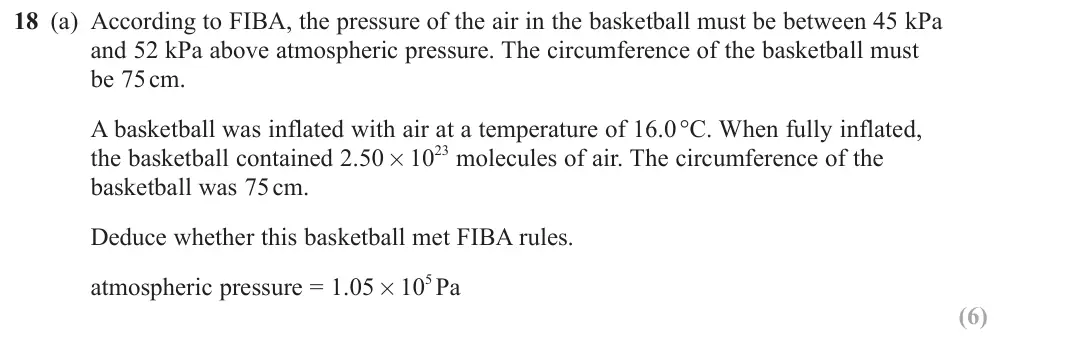 18 (a) According to FIBA, the pressure of the air in the basketball must be between 45 kPa
and 52 kPa above atmospheric pressure. The circumference of the basketball must
be 75 cm.
A basketball was inflated with air at a temperature of 16.0 °C. When fully inflated,
the basketball contained 2.50 × 10²³ molecules of air. The circumference of the
basketball was 75 cm.
Deduce whether this basketball met FIBA rules.
atmospheric pressure = 1.05 × 10⁵ Pa
(6)